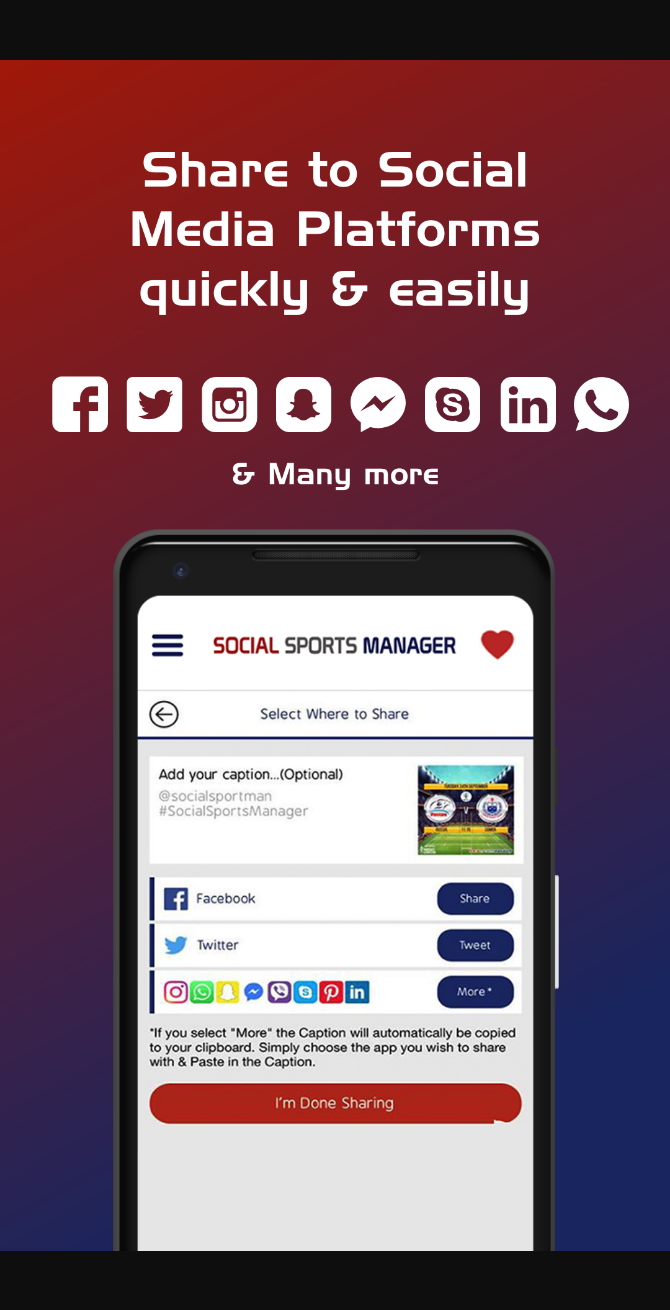 Share to Social
Media Platforms
quickly & easily
& Many more
SOCIAL SPORTS MANAGER
Select Where to Share
Add your caption...(Optional)
@socialsportman
#SocialSportsManager
Facebook
Share
Twitter
Tweet
More*
*If you select "More" the Caption will automatically be copied
to your clipboard. Simply choose the app you wish to share
with & Paste in the Caption.
I'm Done Sharing